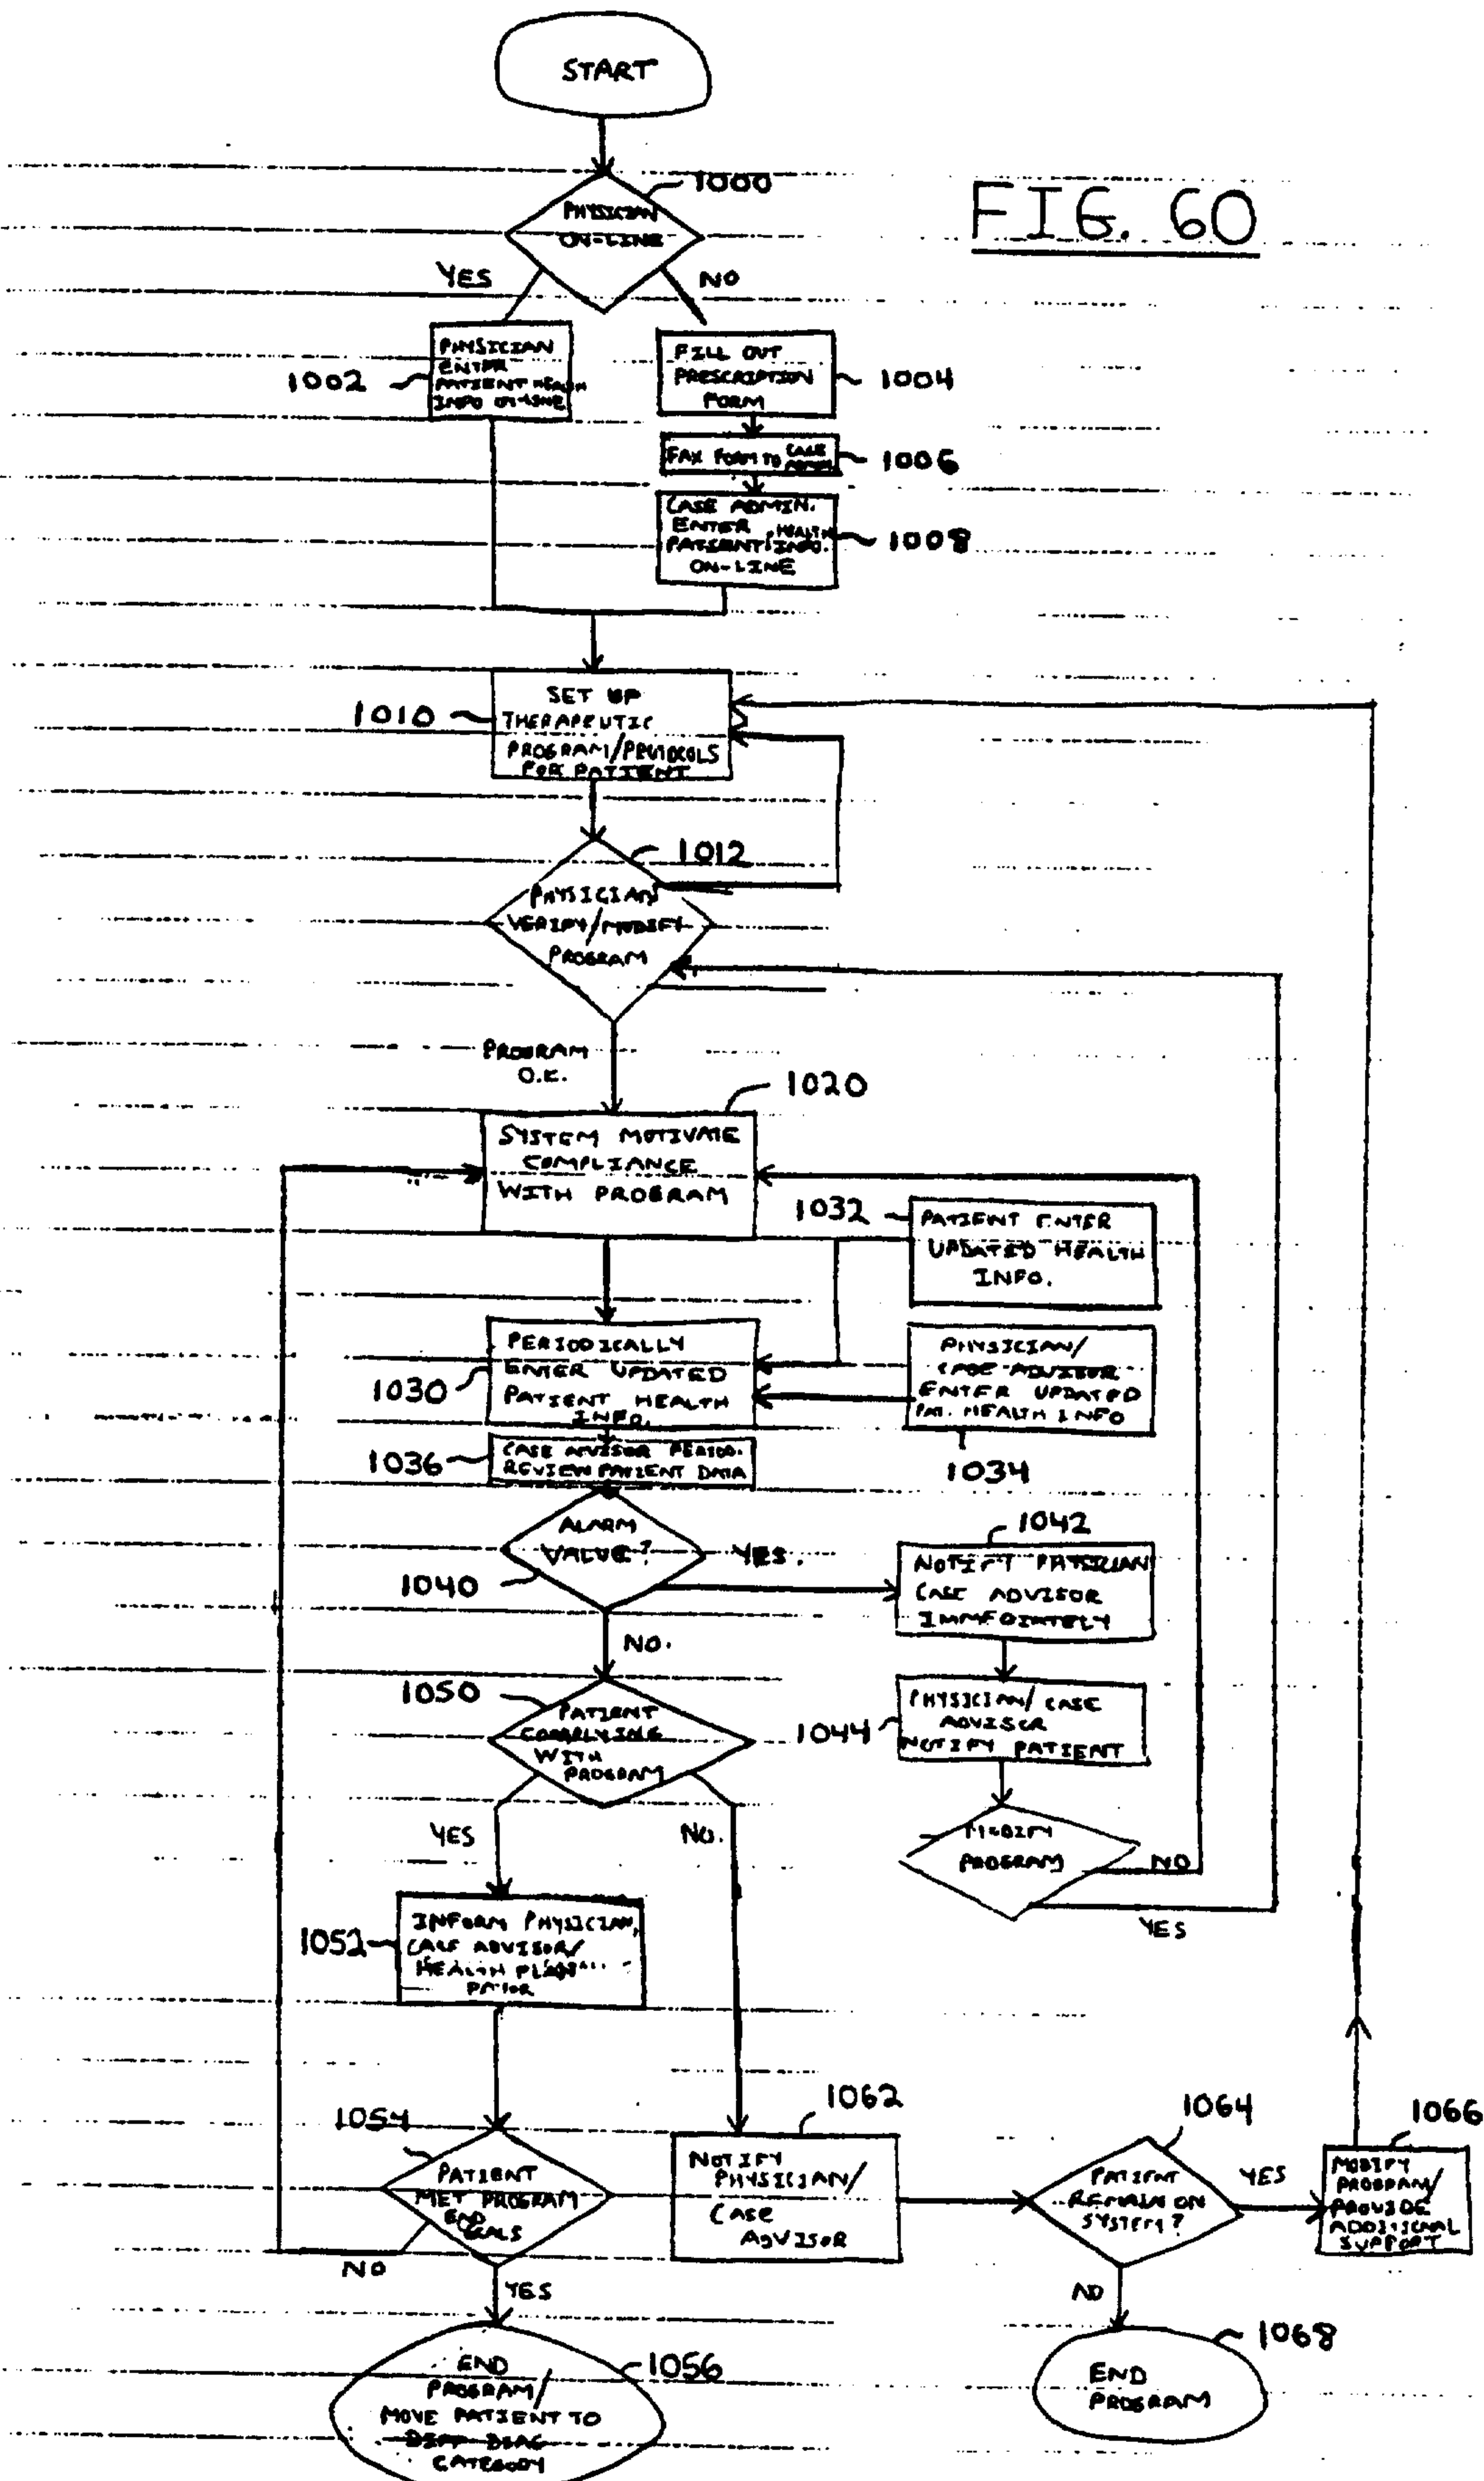 START
1000
FIG. 60
PHYSICIAN
ON-LINE
YES
NO
PHYSICIAN
ENTER
PATIENT HEALTH
INFO ON-LINE
1002
FILL OUT
PRESCRIPTION
FORM
1004
FAX FORM TO CASE
ADMIN.
1006
CASE ADMIN.
ENTER HEALTH
PATIENT INFO.
ON-LINE
1008
SET UP
THERAPEUTIC
PROGRAM/PROTOCOLS
FOR PATIENT
1010
1012
PHYSICIAN
VERIFY/MODIFY
PROGRAM
PROGRAM
O.K.
1020
SYSTEM MOTIVATE
COMPLIANCE
WITH PROGRAM
1032
PATIENT ENTER
UPDATED HEALTH
INFO.
PERIODICALLY
ENTER UPDATED
PATIENT HEALTH
INFO.
1030
PHYSICIAN/
CASE ADVISOR
ENTER UPDATED
PAT. HEALTH INFO
1034
1036
CASE ADVISOR PERIOD.
REVIEW PATIENT DATA
ALARM
VALUE?
YES.
1040
NO.
1042
NOTIFY PHYSICIAN
CASE ADVISOR
IMMEDIATELY
1050
PATIENT
COMPLYING
WITH
PROGRAM
1044
PHYSICIAN/CASE
ADVISOR
NOTIFY PATIENT
YES
NO.
MODIFY
PROGRAM
NO
YES
1052
INFORM PHYSICIAN,
CASE ADVISOR/
HEALTH PLAN
PAYOR
1054
PATIENT
MET PROGRAM
END
GOALS
NO
YES
1062
NOTIFY
PHYSICIAN/
CASE
ADVISOR
1064
PATIENT
REMAIN ON
SYSTEM?
YES
NO
1066
MODIFY
PROGRAM/
PROVIDE
ADDITIONAL
SUPPORT
END
PROGRAM/
MOVE PATIENT TO
DIFF DIAG
CATEGORY
1056
END
PROGRAM
1068